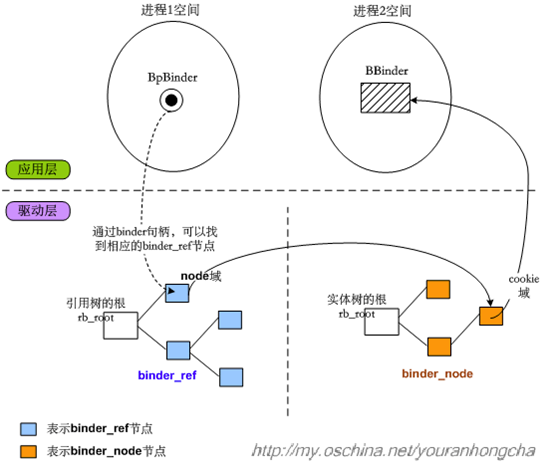 进程1空间
进程2空间
BpBinder
BBinder
应用层
驱动层
通过binder句柄，可以找
到相应的binder_ref节点
node域
cookie
域
引用树的根
rb_root
实体树的根
rb_root
binder_ref
binder_node
表示binder_ref节点
表示binder_node节点
http://my.oschina.net/youranhongcha